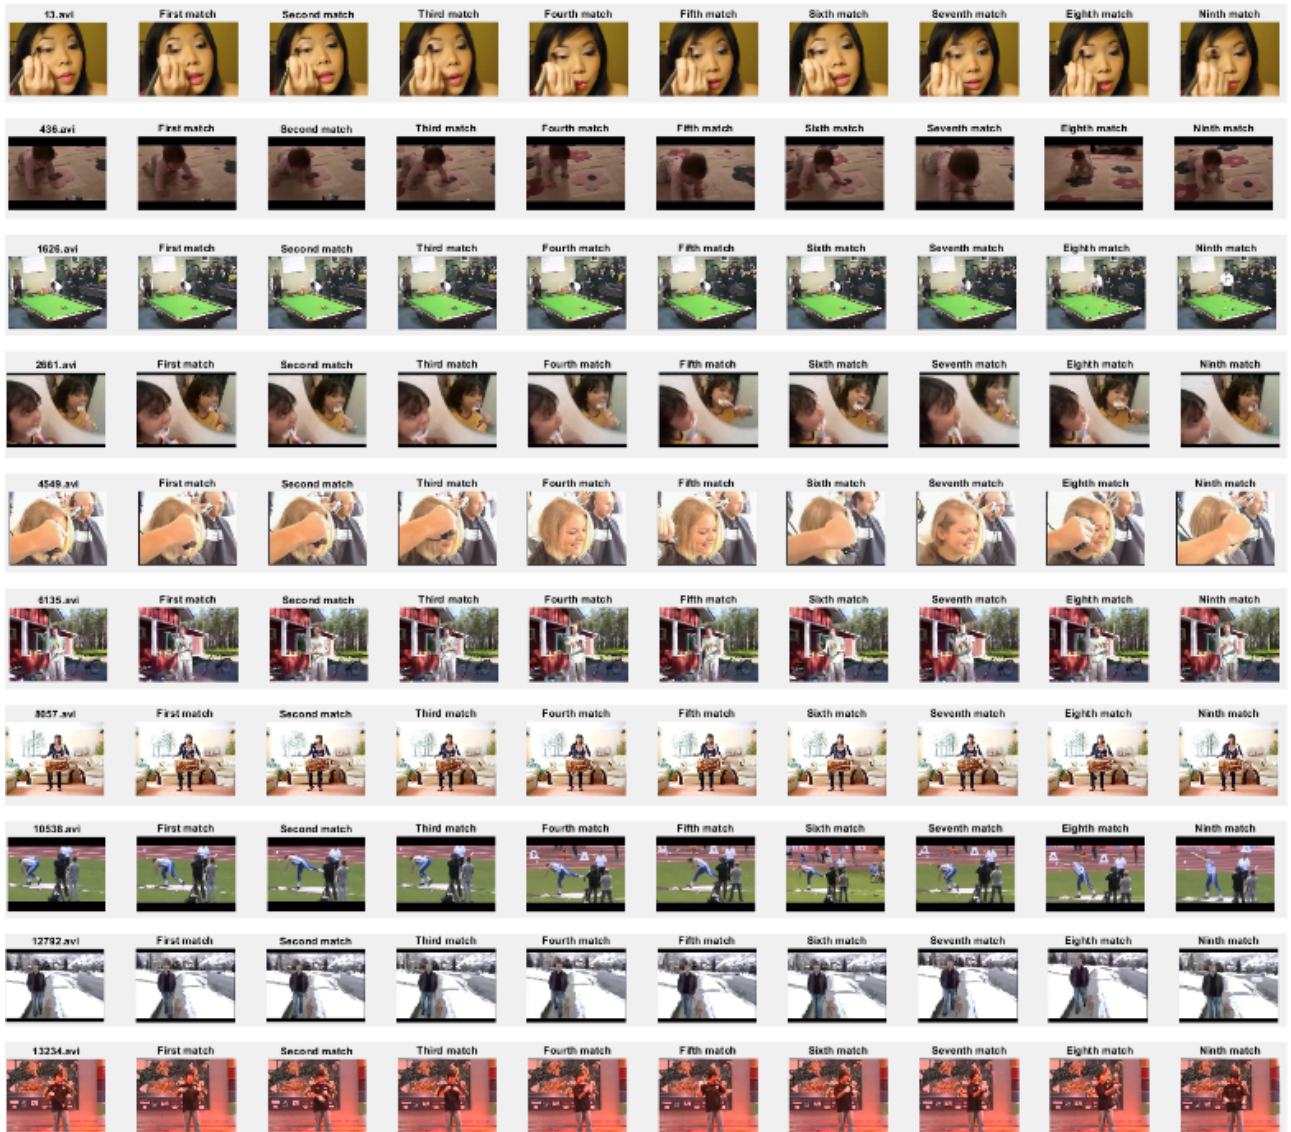 13.avi First match Second match Third match Fourth match Fifth match Sixth match Seventh match Eighth match Ninth match
436.avi First match Second match Third match Fourth match Fifth match Sixth match Seventh match Eighth match Ninth match
1626.avi First match Second match Third match Fourth match Fifth match Sixth match Seventh match Eighth match Ninth match
2661.avi First match Second match Third match Fourth match Fifth match Sixth match Seventh match Eighth match Ninth match
4549.avi First match Second match Third match Fourth match Fifth match Sixth match Seventh match Eighth match Ninth match
6135.avi First match Second match Third match Fourth match Fifth match Sixth match Seventh match Eighth match Ninth match
8057.avi First match Second match Third match Fourth match Fifth match Sixth match Seventh match Eighth match Ninth match
10538.avi First match Second match Third match Fourth match Fifth match Sixth match Seventh match Eighth match Ninth match
12792.avi First match Second match Third match Fourth match Fifth match Sixth match Seventh match Eighth match Ninth match
13234.avi First match Second match Third match Fourth match Fifth match Sixth match Seventh match Eighth match Ninth match